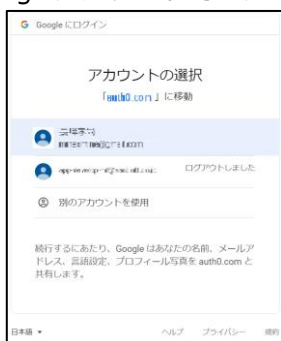 Google にログイン
アカウントの選択
「auth0.com」に移動
ログアウトしました
別のアカウントを使用
続行するにあたり、Google はあなたの名前、メールア
ドレス、言語設定、プロフィール写真を auth0.com と
共有します。
日本語
ヘルプ プライバシー 規約